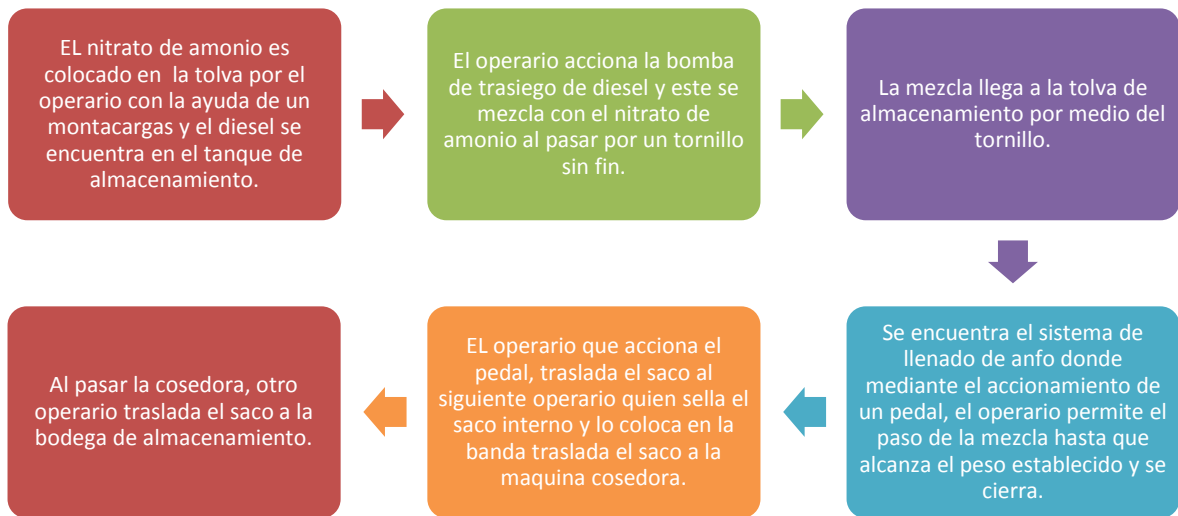 EL nitrato de amonio es
colocado en la tolva por el
operario con la ayuda de un
montacargas y el diesel se
encuentra en el tanque de
almacenamiento.
El operario acciona la bomba
de trasiego de diesel y este se
mezcla con el nitrato de
amonio al pasar por un tornillo
sin fin.
La mezcla llega a la tolva de
almacenamiento por medio del
tornillo.
Se encuentra el sistema de
llenado de anfo donde
mediante el accionamiento de
un pedal, el operario permite el
paso de la mezcla hasta que
alcanza el peso establecido y se
cierra.
EL operario que acciona el
pedal, traslada el saco al
siguiente operario quien sella el
saco interno y lo coloca en la
banda traslada el saco a la
maquina cosedora.
Al pasar la cosedora, otro
operario traslada el saco a la
bodega de almacenamiento.